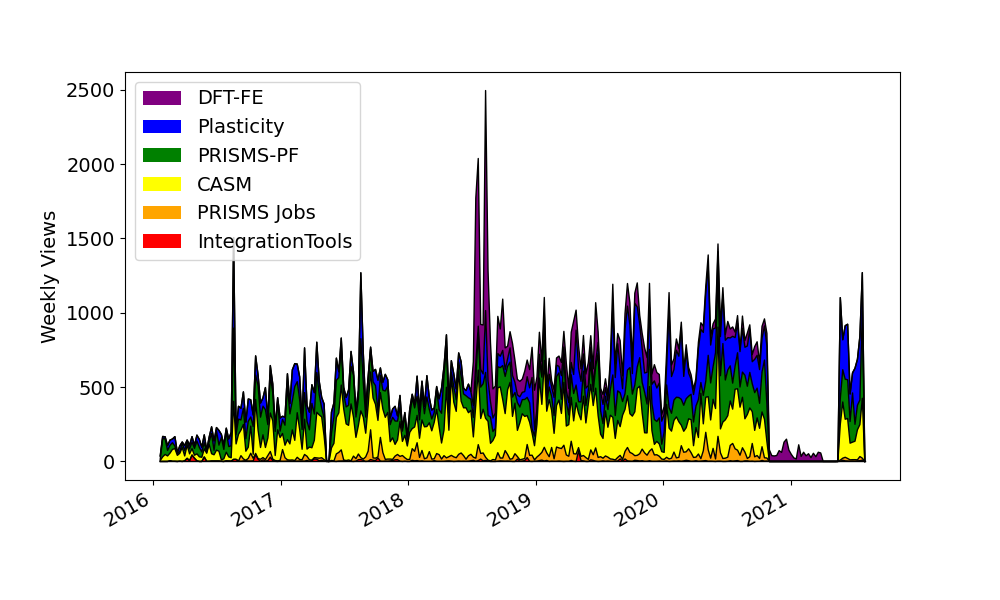 2500
2000
1500
1000
500
0
Weekly Views
DFT-FE
Plasticity
PRISMS-PF
CASM
PRISMS Jobs
IntegrationTools
2016
2017
2018
2019
2020
2021